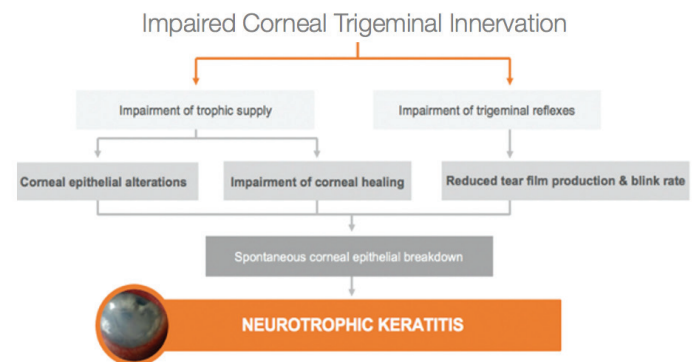 Impaired Corneal Trigeminal Innervation
Impairment of trophic supply
Impairment of trigeminal reflexes
Corneal epithelial alterations
Impairment of corneal healing
Reduced tear film production & blink rate
Spontaneous corneal epithelial breakdown
NEUROTROPHIC KERATITIS